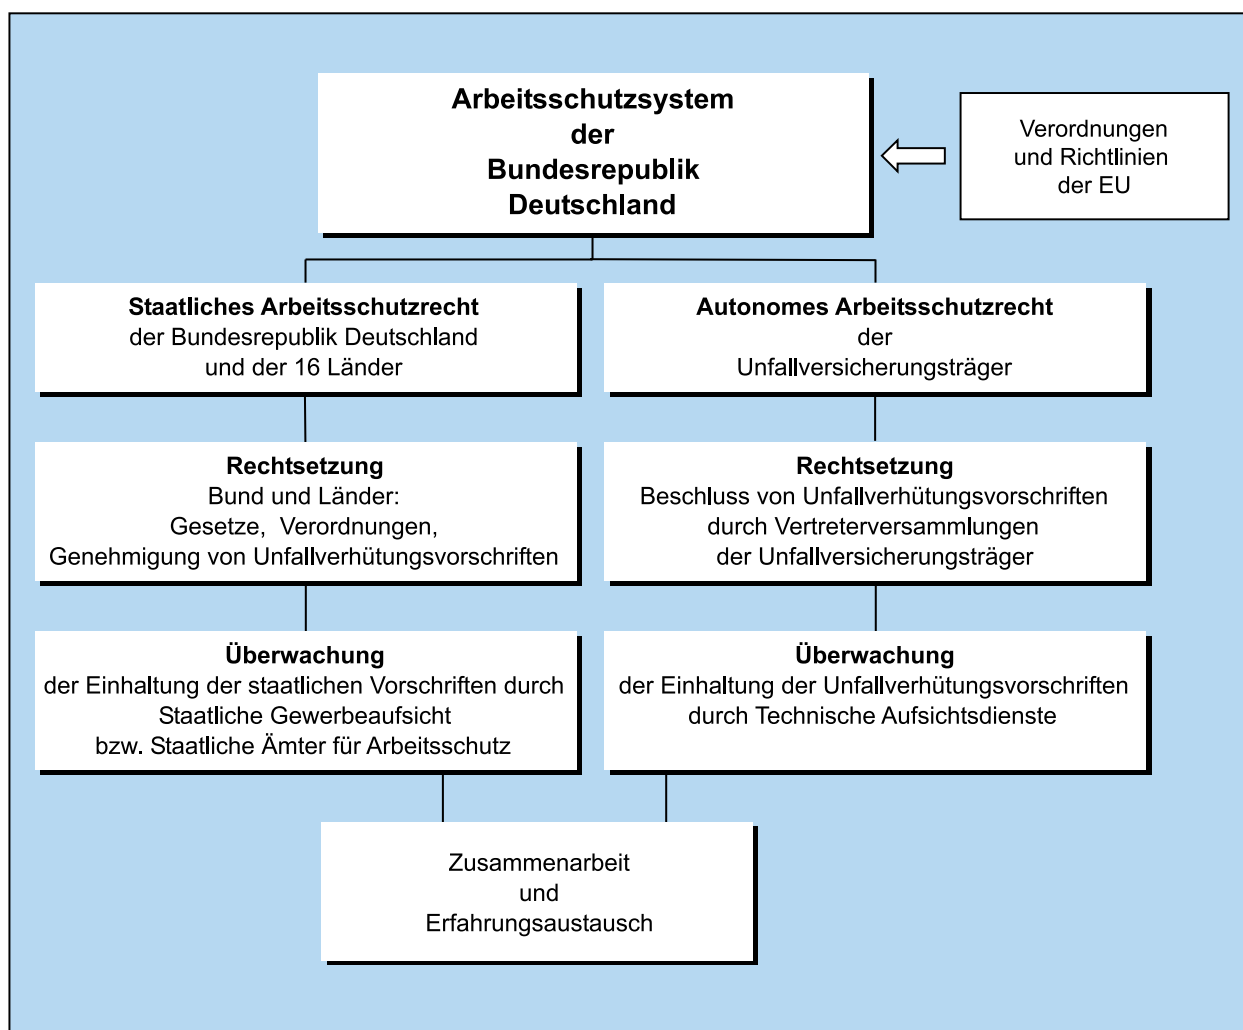 Arbeitsschutzsystem
der
Bundesrepublik
Deutschland
Verordnungen
und Richtlinien
der EU
Staatliches Arbeitsschutzrecht
der Bundesrepublik Deutschland
und der 16 Länder
Autonomes Arbeitsschutzrecht
der
Unfallversicherungsträger
Rechtsetzung
Bund und Länder:
Gesetze, Verordnungen,
Genehmigung von Unfallverhütungsvorschriften
Rechtsetzung
Beschluss von Unfallverhütungsvorschriften
durch Vertreterversammlungen
der Unfallversicherungsträger
Überwachung
der Einhaltung der staatlichen Vorschriften durch
Staatliche Gewerbeaufsicht
bzw. Staatliche Ämter für Arbeitsschutz
Überwachung
der Einhaltung der Unfallverhütungsvorschriften
durch Technische Aufsichtsdienste
Zusammenarbeit
und
Erfahrungsaustausch